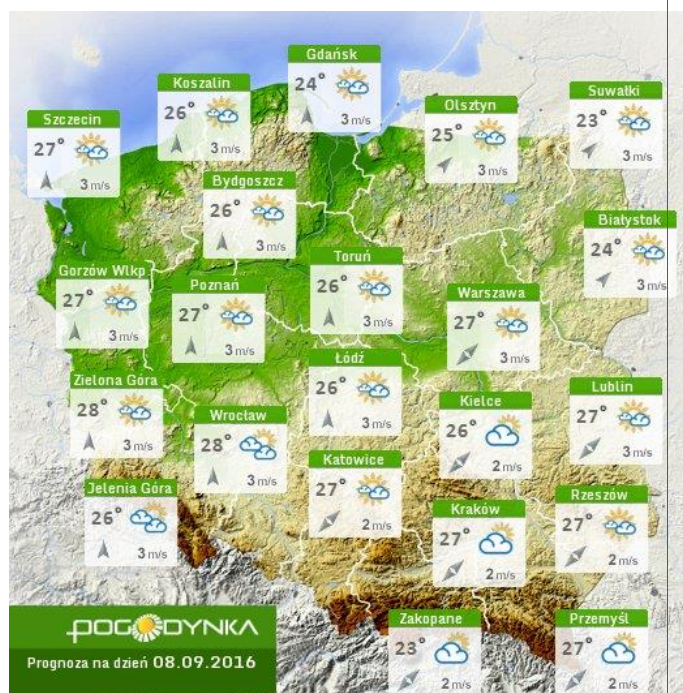 Gdańsk
24°
3 m/s
Koszalin
26°
3 m/s
Suwałki
23°
3 m/s
Olsztyn
25°
3 m/s
Szczecin
27°
3 m/s
Bydgoszcz
26°
3 m/s
Białystok
24°
3 m/s
Toruń
26°
3 m/s
Gorzów Wlkp
27°
3 m/s
Poznań
27°
3 m/s
Warszawa
27°
3 m/s
Łódź
26°
3 m/s
Zielona Góra
28°
3 m/s
Lublin
27°
3 m/s
Kielce
26°
2 m/s
Wrocław
28°
3 m/s
Katowice
27°
2 m/s
Jelenia Góra
26°
3 m/s
Rzeszów
27°
2 m/s
Kraków
27°
2 m/s
Zakopane
23°
2 m/s
Przemyśl
27°
2 m/s
POGODYNKA
Prognoza na dzień 08.09.2016